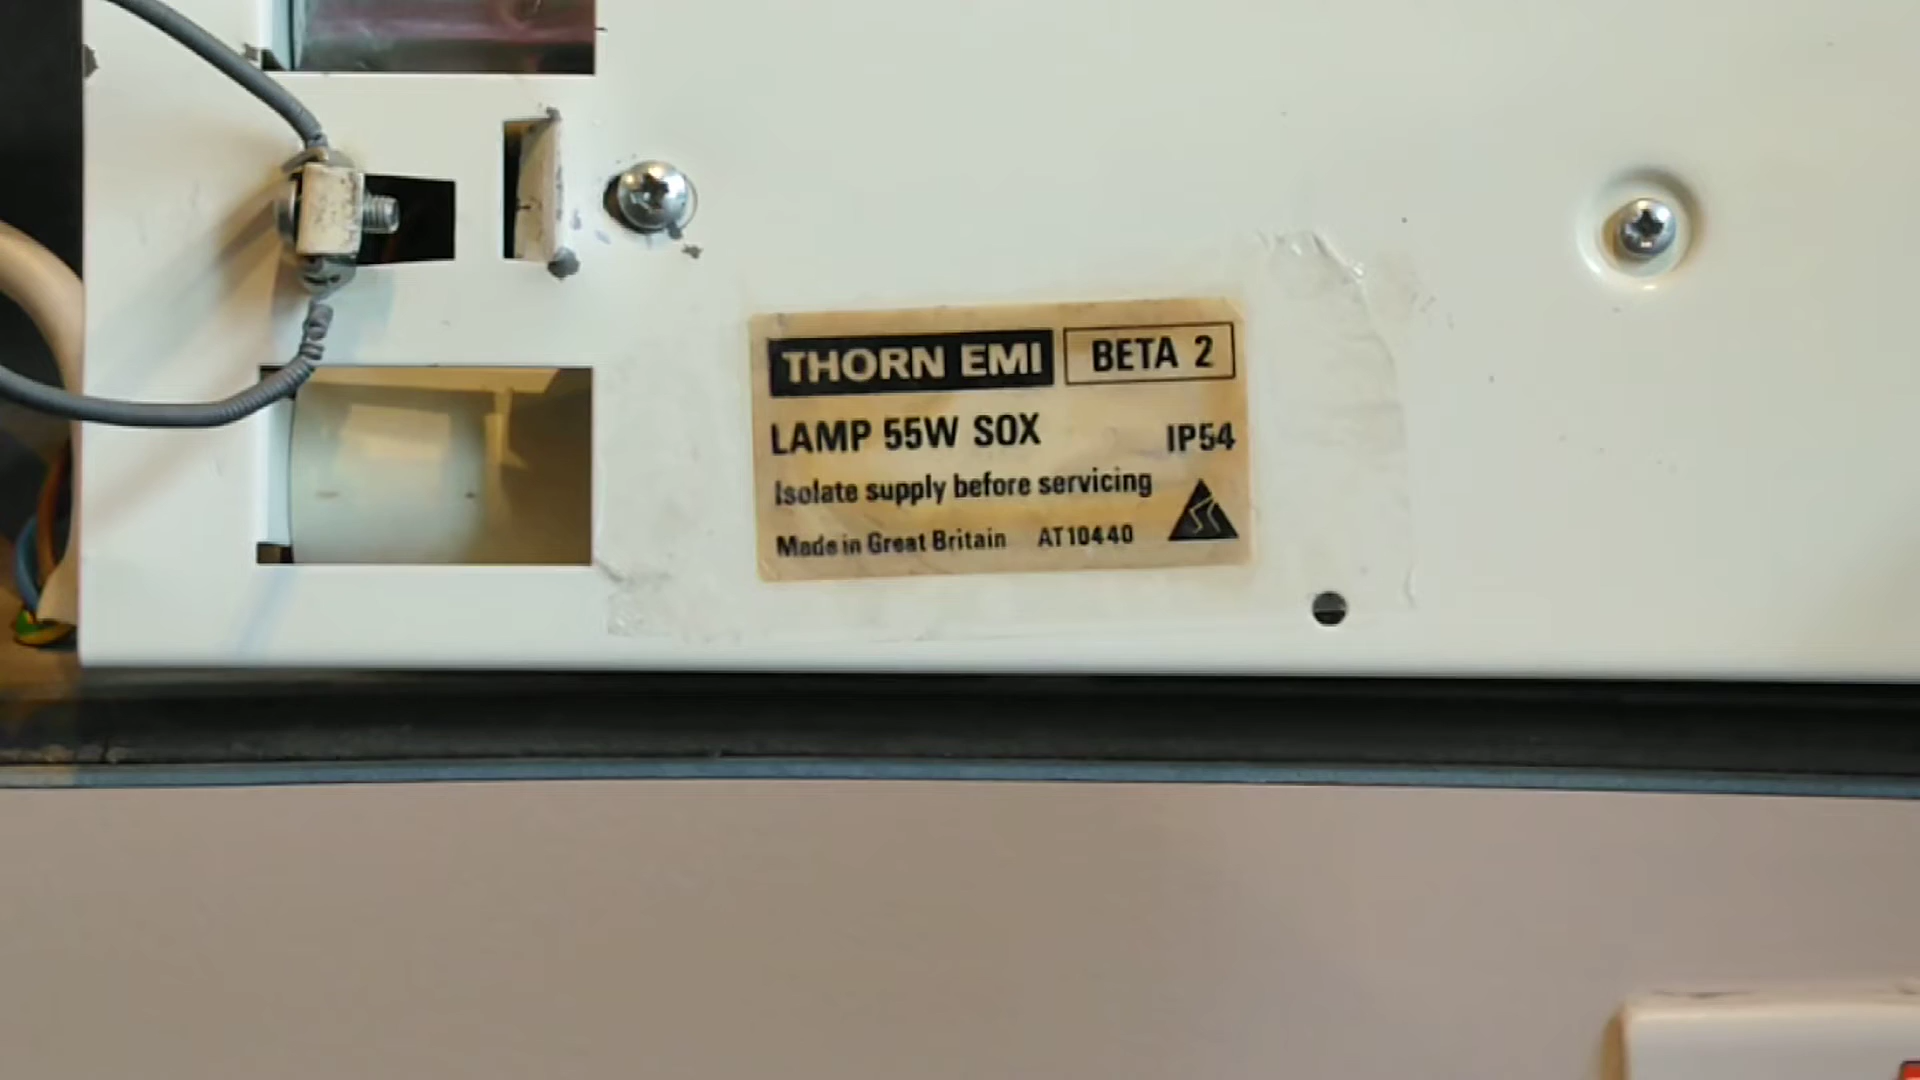 THORN EMI BETA 2
LAMP 55W SOX IP54
Isolate supply before servicing
Made in Great Britain AT10440